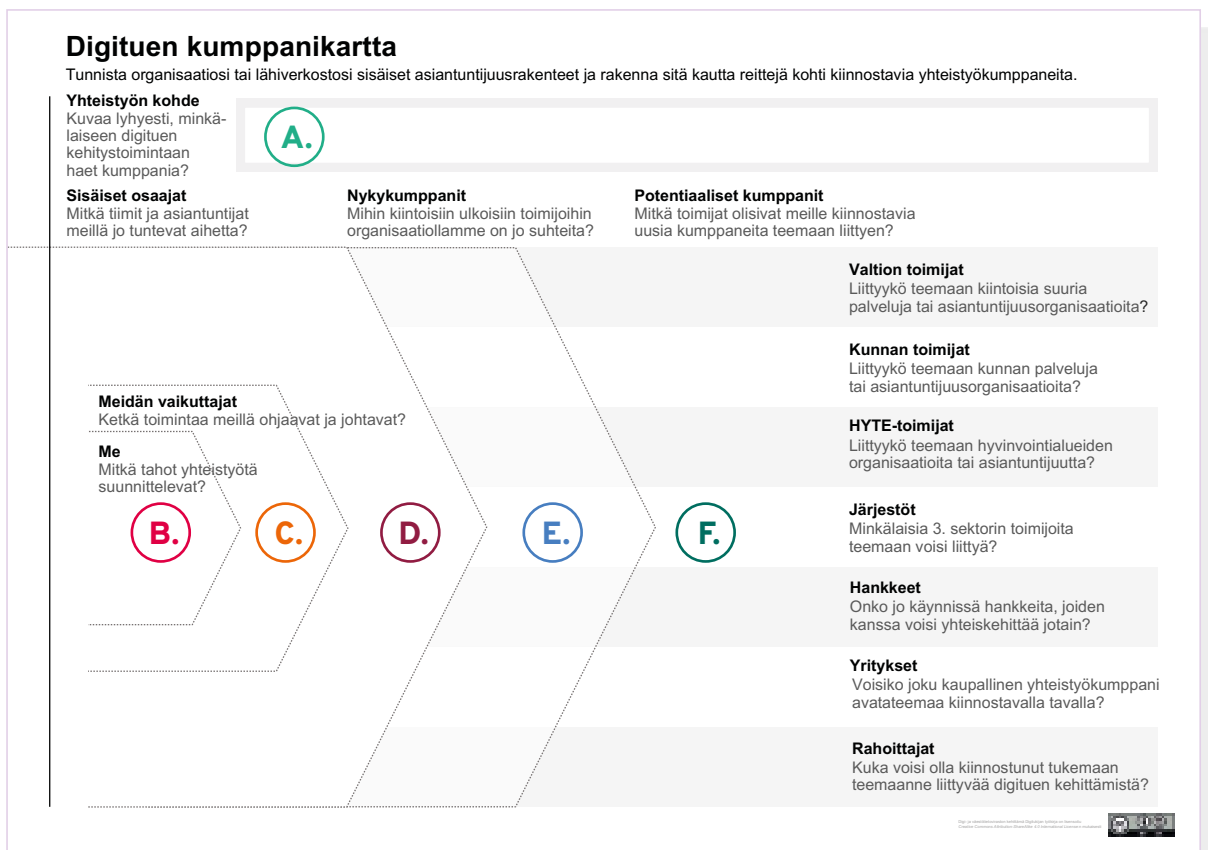 Digituen kumppanikartta
Tunnista organisaatiosi tai lähiverkostosi sisäiset asiantuntijuusrakenteet ja rakenna sitä kautta reittejä kohti kiinnostavia yhteistyökumppaneita.
Yhteistyön kohde
Kuvaa lyhyesti, minkä-
laiseen digituen
kehitystoimintaan
haet kumppania?
A.
Sisäiset osaajat
Mitkä tiimit ja asiantuntijat
meillä jo tuntevat aihetta?
Nykykumppanit
Mihin kiintoisiin ulkoisiin toimijoihin
organisaatiollamme on jo suhteita?
Potentiaaliset kumppanit
Mitkä toimijat olisivat meille kiinnostavia
uusia kumppaneita teemaan liittyen?
Meidän vaikuttajat
Ketkä toimintaa meillä ohjaavat ja johtavat?
Me
Mitkä tahot yhteistyötä
suunnittelevat?
B.
C.
D.
E.
F.
Valtion toimijat
Liittyykö teemaan kiintoisia suuria
palveluja tai asiantuntijuusorganisaatioita?
Kunnan toimijat
Liittyykö teemaan kunnan palveluja
tai asiantuntijuusorganisaatioita?
HYTE-toimijat
Liittyykö teemaan hyvinvointialueiden
organisaatioita tai asiantuntijuutta?
Järjestöt
Minkälaisia 3. sektorin toimijoita
teemaan voisi liittyä?
Hankkeet
Onko jo käynnissä hankkeita, joiden
kanssa voisi yhteiskehittää jotain?
Yritykset
Voisiko joku kaupallinen yhteistyökumppani
avatateemaa kiinnostavalla tavalla?
Rahoittajat
Kuka voisi olla kiinnostunut tukemaan
teemaanne liittyvää digituen kehittämistä?